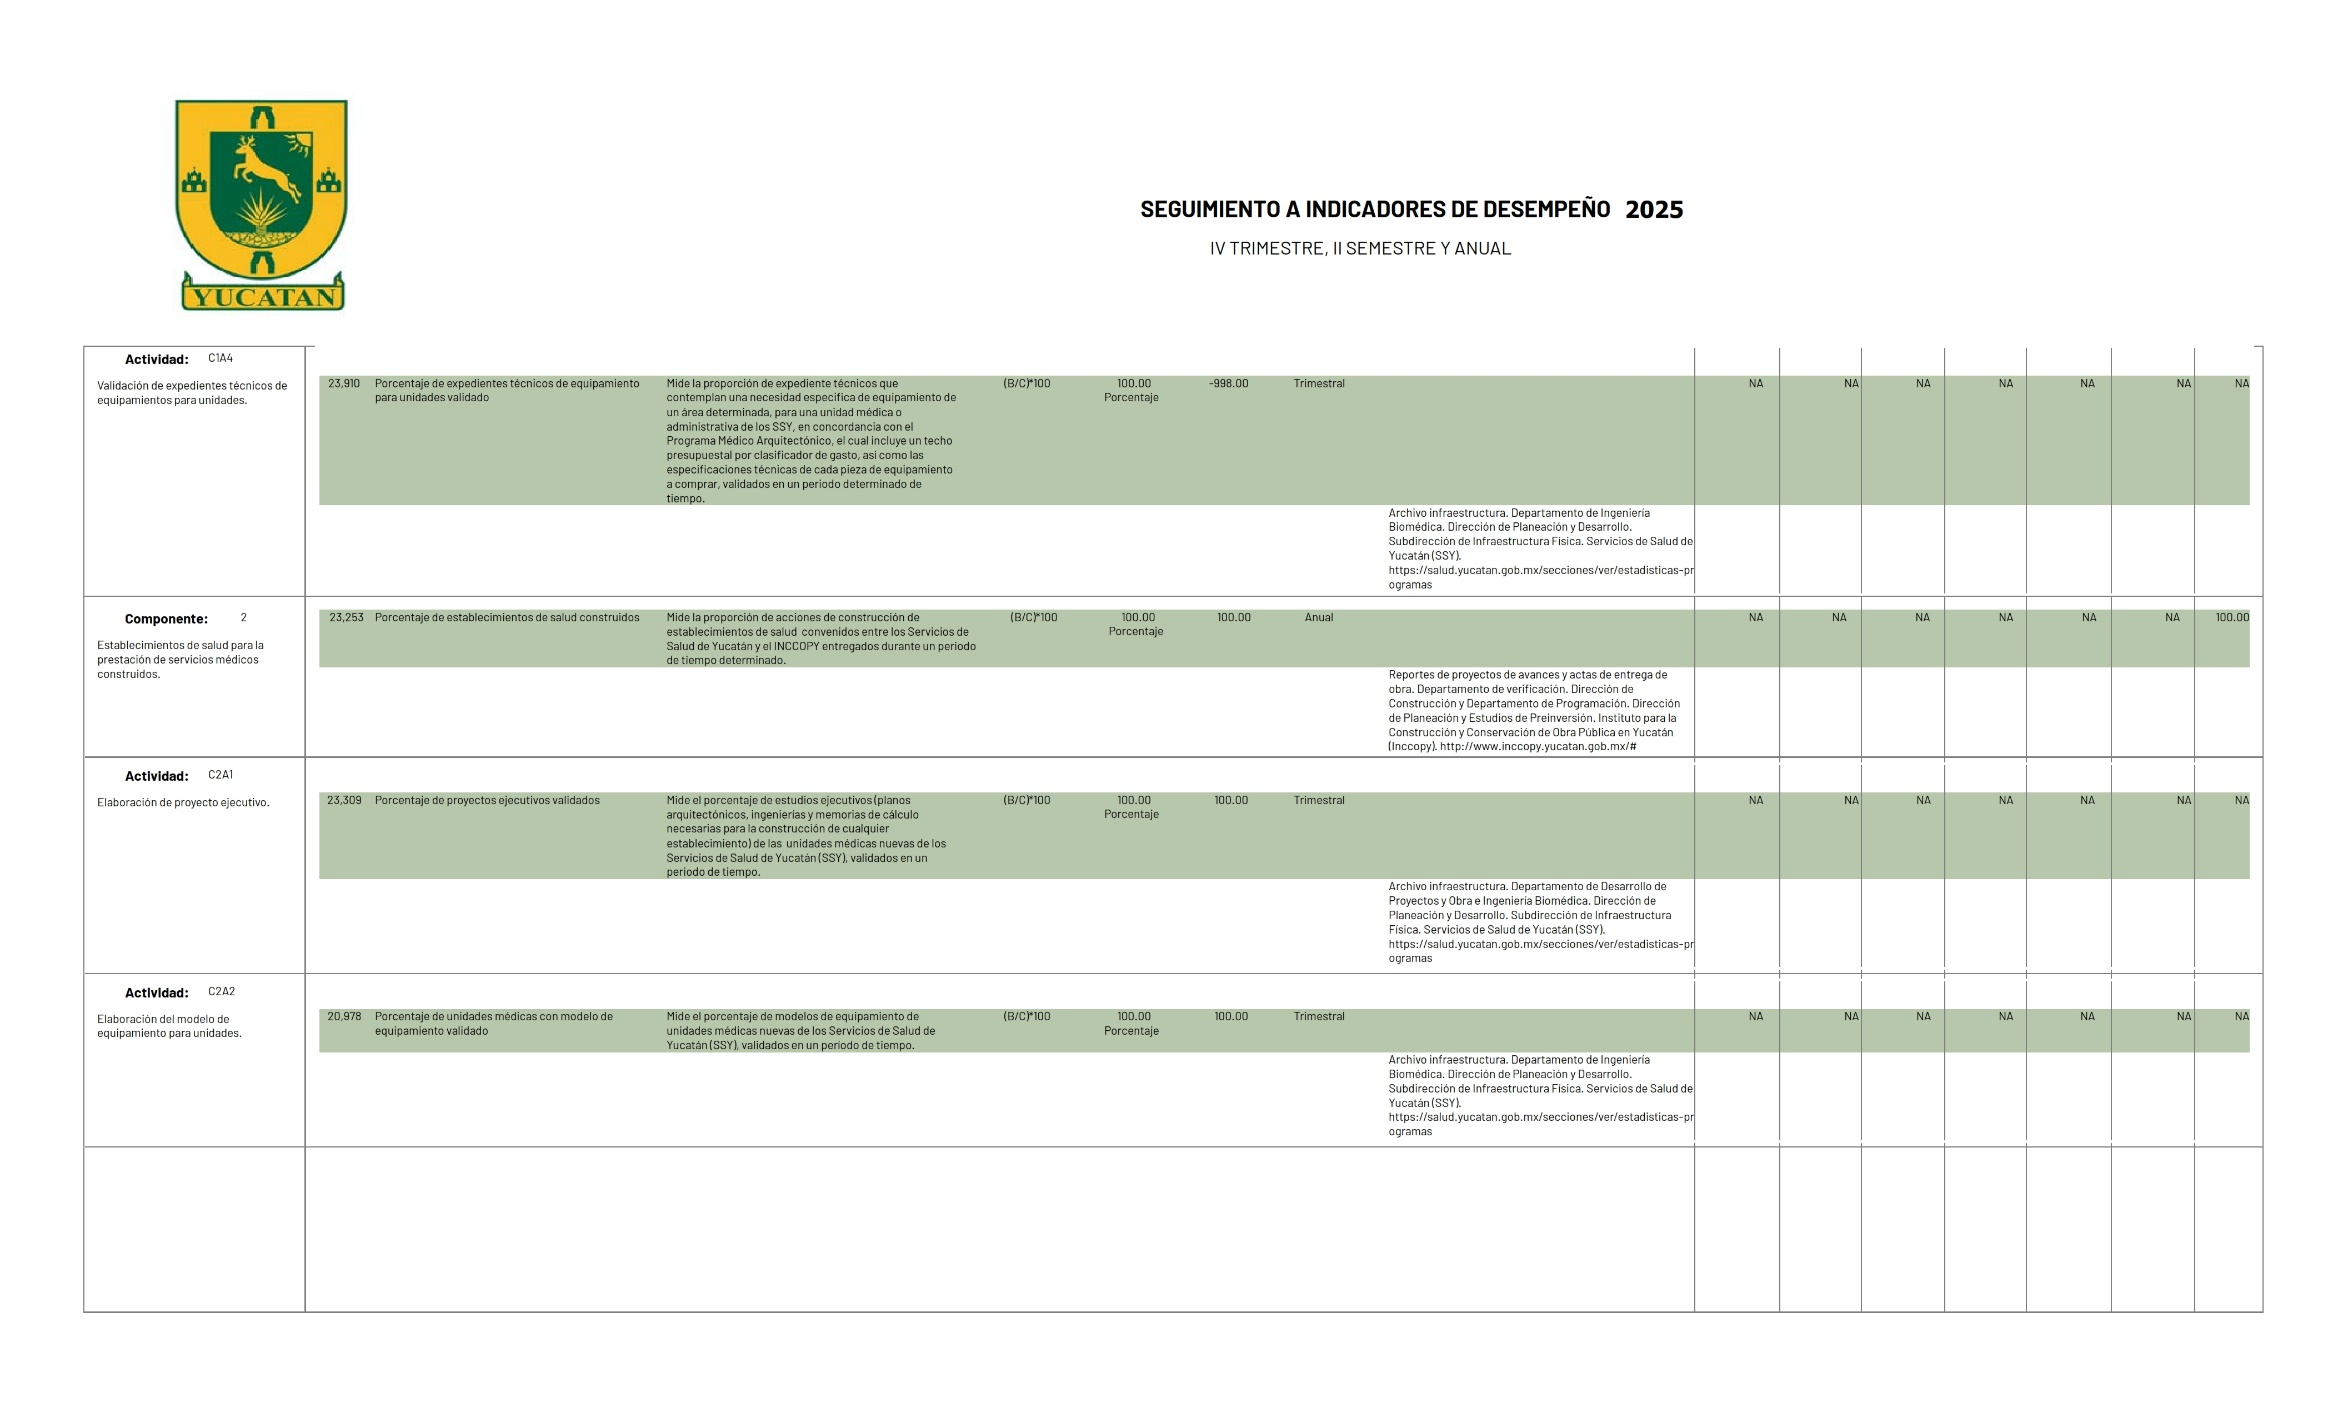 YUCATAN
SEGUIMIENTO A INDICADORES DE DESEMPEÑO 2025
IV TRIMESTRE, II SEMESTRE Y ANUAL
Actividad: C1A4
Validación de expedientes técnicos de
equipamientos para unidades.
23,910 Porcentaje de expedientes técnicos de equipamiento
para unidades validado
Mide la proporción de expediente técnicos que
contemplan una necesidad especifica de equipamiento de
un área determinada, para una unidad médica o
administrativa de los SSY, en concordancia con el
Programa Médico Arquitectónico, el cual incluye un techo
presupuestal por clasificador de gasto, así como las
especificaciones técnicas de cada pieza de equipamiento
a comprar, validados en un periodo determinado de
tiempo.
(B/C)*100
100.00
Porcentaje
-998.00
Trimestral
NA NA NA NA NA NA NA
Archivo infraestructura. Departamento de Ingeniería
Biomédica. Dirección de Planeación y Desarrollo.
Subdirección de Infraestructura Física. Servicios de Salud de
Yucatán (SSY).
https://salud.yucatan.gob.mx/secciones/ver/estadisticas-pr
ogramas
Componente: 2
Establecimientos de salud para la
prestación de servicios médicos
construidos.
23,253 Porcentaje de establecimientos de salud construidos
Mide la proporción de acciones de construcción de
establecimientos de salud convenidos entre los Servicios de
Salud de Yucatán y el INCCOPY entregados durante un periodo
de tiempo determinado.
(B/C)*100
100.00
Porcentaje
100.00
Anual
NA NA NA NA NA NA 100.00
Reportes de proyectos de avances y actas de entrega de
obra. Departamento de verificación. Dirección de
Construcción y Departamento de Programación. Dirección
de Planeación y Estudios de Preinversión. Instituto para la
Construcción y Conservación de Obra Pública en Yucatán
(Inccopy). http://www.inccopy.yucatan.gob.mx/#
Actividad: C2A1
Elaboración de proyecto ejecutivo.
23,309 Porcentaje de proyectos ejecutivos validados
Mide el porcentaje de estudios ejecutivos (planos
arquitectónicos, ingenierías y memorias de cálculo
necesarias para la construcción de cualquier
establecimiento) de las unidades médicas nuevas de los
Servicios de Salud de Yucatán (SSY), validados en un
periodo de tiempo.
(B/C)*100
100.00
Porcentaje
100.00
Trimestral
NA NA NA NA NA NA NA
Archivo infraestructura. Departamento de Desarrollo de
Proyectos y Obra e Ingeniería Biomédica. Dirección de
Planeación y Desarrollo. Subdirección de Infraestructura
Física. Servicios de Salud de Yucatán (SSY).
https://salud.yucatan.gob.mx/secciones/ver/estadisticas-pr
ogramas
Actividad: C2A2
Elaboración del modelo de
equipamiento para unidades.
20,978 Porcentaje de unidades médicas con modelo de
equipamiento validado
Mide el porcentaje de modelos de equipamiento de
unidades médicas nuevas de los Servicios de Salud de
Yucatán (SSY), validados en un período de tiempo.
(B/C)*100
100.00
Porcentaje
100.00
Trimestral
NA NA NA NA NA NA NA
Archivo infraestructura. Departamento de Ingeniería
Biomédica. Dirección de Planeación y Desarrollo.
Subdirección de Infraestructura Física. Servicios de Salud de
Yucatán (SSY).
https://salud.yucatan.gob.mx/secciones/ver/estadisticas-pr
ogramas